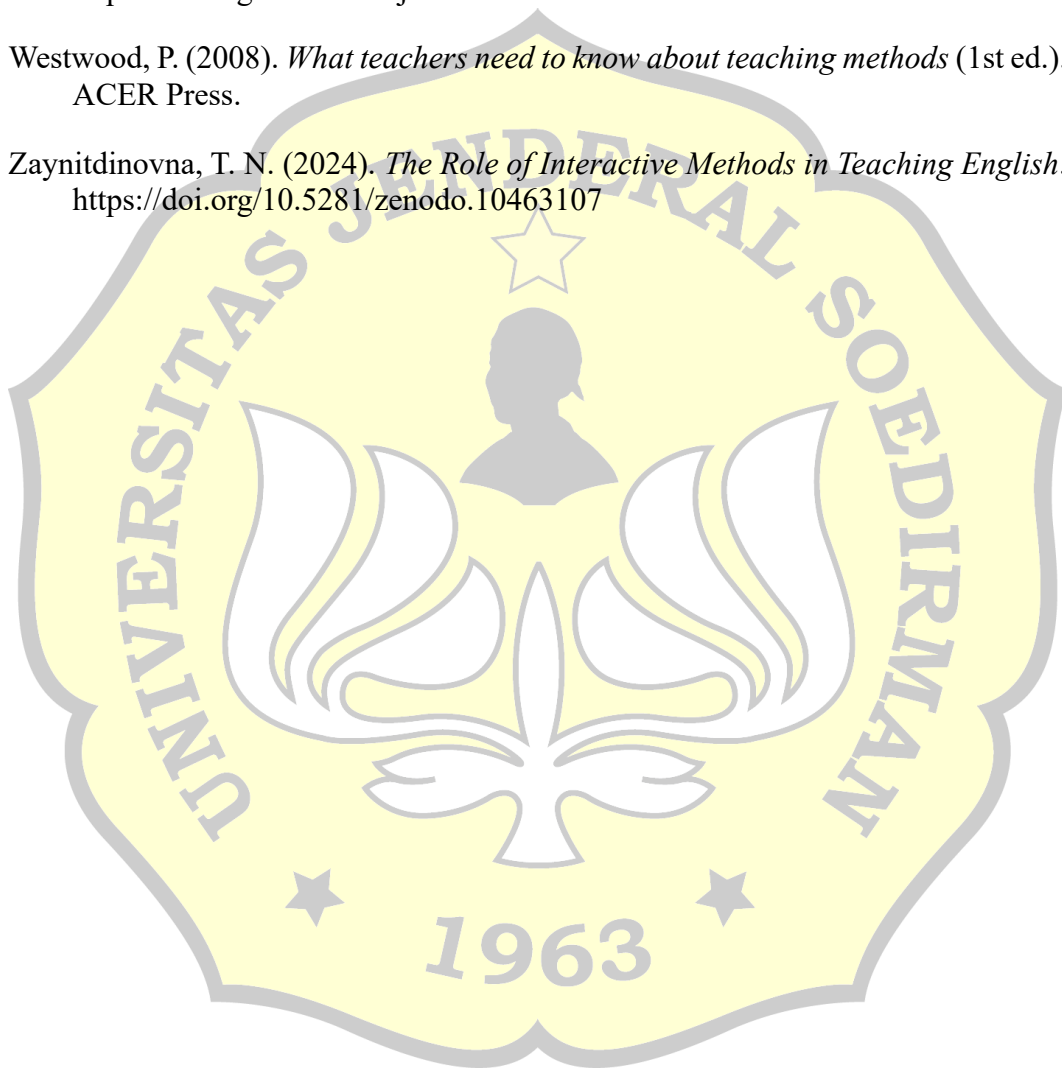 Westwood, P. (2008). What teachers need to know about teaching methods (1st ed.).
ACER Press.
Zaynitdinovna, T. N. (2024). The Role of Interactive Methods in Teaching English.
https://doi.org/10.5281/zenodo.10463107
UNIVERSITAS JENDERAL SOEDIRMAN
1963